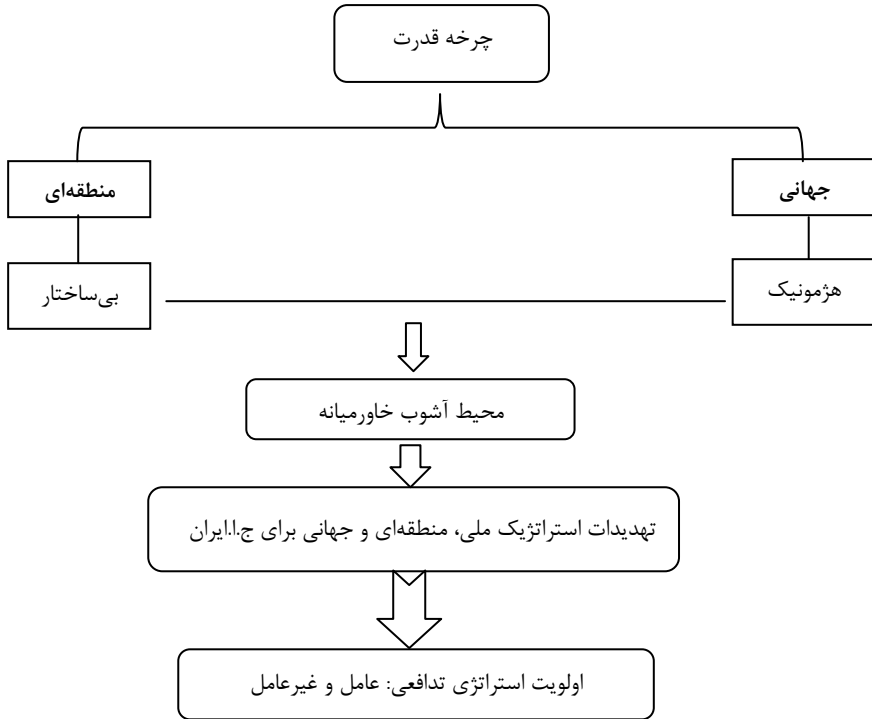 چرخه قدرت
جهانی
منطقه‌ای
هژمونیک
بی‌ساختار
محیط آشوب خاورمیانه
تهدیدات استراتژیک ملی، منطقه‌ای و جهانی برای ج.ا.ایران
اولویت استراتژی تدافعی: عامل و غیرعامل